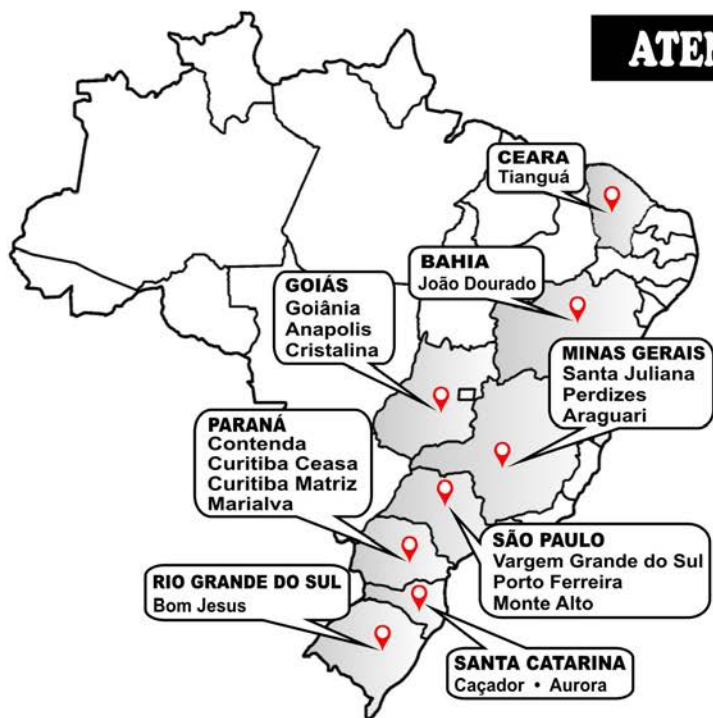 ATEN
CEARA
Tianguá
BAHIA
João Dourado
GOIÁS
Goiânia
Anapolis
Cristalina
MINAS GERAIS
Santa Juliana
Perdizes
Araguari
PARANÁ
Contenda
Curitiba Ceasa
Curitiba Matriz
Marialva
SÃO PAULO
Vargem Grande do Sul
Porto Ferreira
Monte Alto
RIO GRANDE DO SUL
Bom Jesus
SANTA CATARINA
Caçador • Aurora